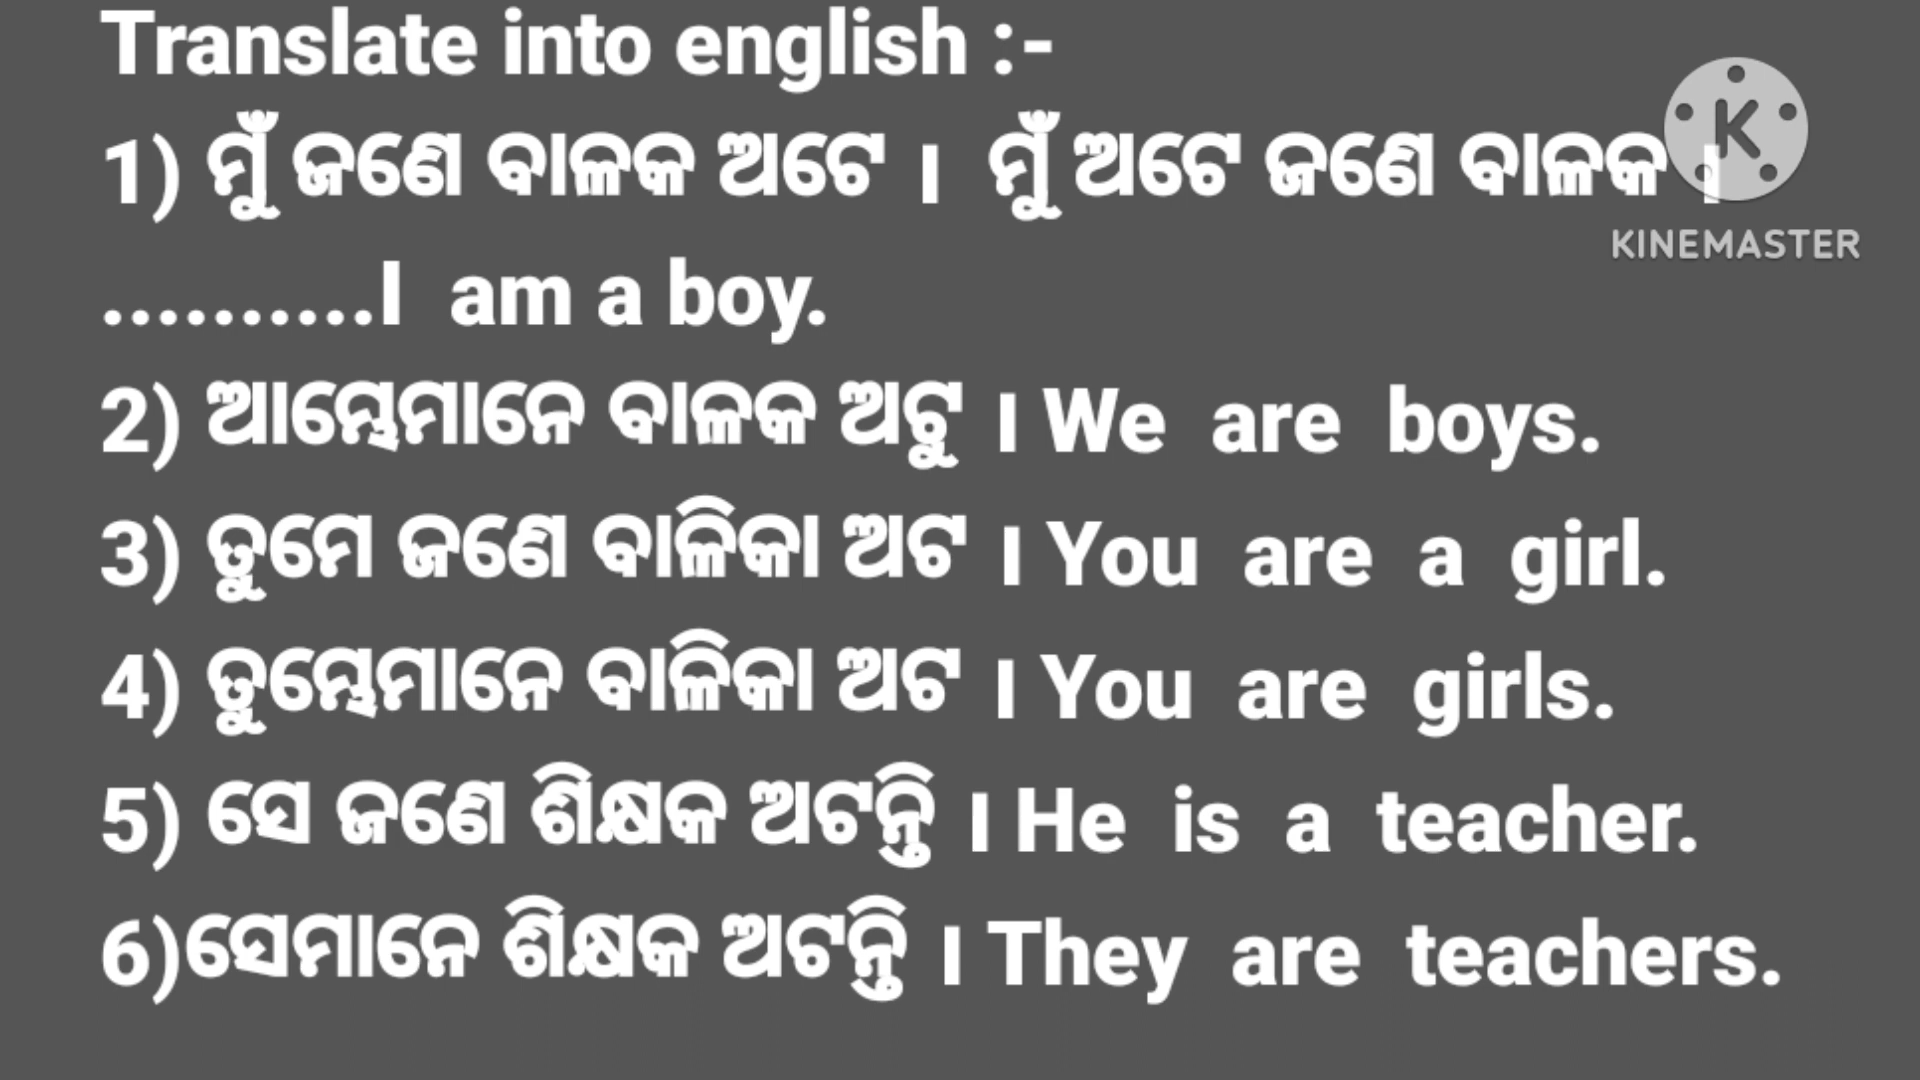 Translate into english :-
1) ମୁଁ ଜଣେ ବାଳକ ଅଟେ । ମୁଁ ଅଟେ ଜଣେ ବାଳକ ।
..........I am a boy.
2) ଆମ୍ଭେମାନେ ବାଳକ ଅଟୁ । We are boys.
3) ତୁମେ ଜଣେ ବାଳିକା ଅଟ । You are a girl.
4) ତୁମ୍ଭେମାନେ ବାଳିକା ଅଟ । You are girls.
5) ସେ ଜଣେ ଶିକ୍ଷକ ଅଟନ୍ତି । He is a teacher.
6)ସେମାନେ ଶିକ୍ଷକ ଅଟନ୍ତି । They are teachers.
K
KINEMASTER